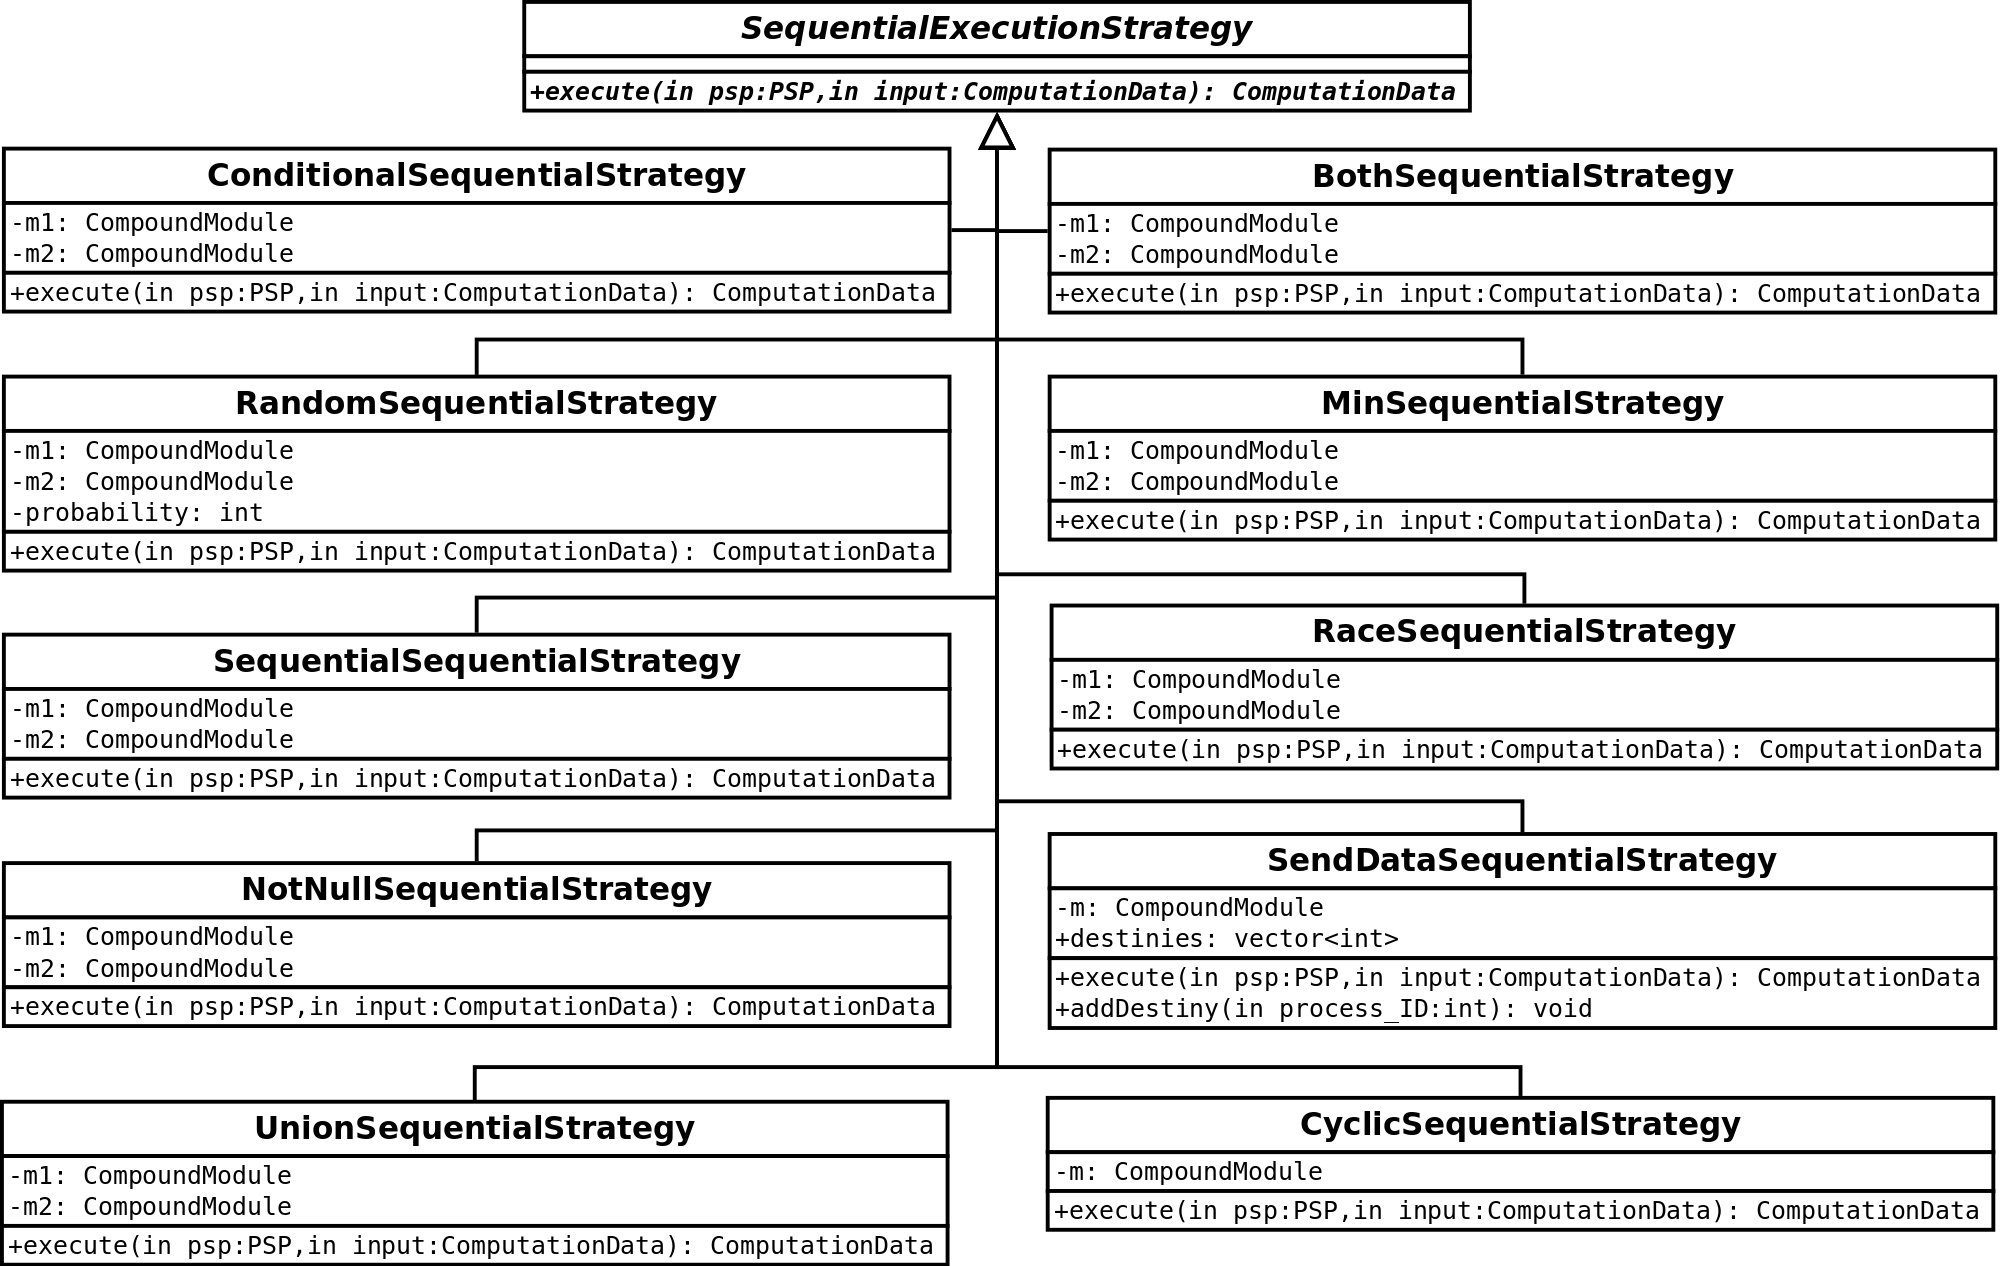 SequentialExecutionStrategy
+execute(in psp:PSP,in input:ComputationData): ComputationData
ConditionalSequentialStrategy
-m1: CompoundModule
-m2: CompoundModule
+execute(in psp:PSP,in input:ComputationData): ComputationData
BothSequentialStrategy
-m1: CompoundModule
-m2: CompoundModule
+execute(in psp:PSP,in input:ComputationData): ComputationData
RandomSequentialStrategy
-m1: CompoundModule
-m2: CompoundModule
-probability: int
+execute(in psp:PSP,in input:ComputationData): ComputationData
MinSequentialStrategy
-m1: CompoundModule
-m2: CompoundModule
+execute(in psp:PSP,in input:ComputationData): ComputationData
SequentialSequentialStrategy
-m1: CompoundModule
-m2: CompoundModule
+execute(in psp:PSP,in input:ComputationData): ComputationData
RaceSequentialStrategy
-m1: CompoundModule
-m2: CompoundModule
+execute(in psp:PSP,in input:ComputationData): ComputationData
NotNullSequentialStrategy
-m1: CompoundModule
-m2: CompoundModule
+execute(in psp:PSP,in input:ComputationData): ComputationData
SendDataSequentialStrategy
-m: CompoundModule
+destinies: vector<int>
+execute(in psp:PSP,in input:ComputationData): ComputationData
+addDestiny(in process_ID:int): void
UnionSequentialStrategy
-m1: CompoundModule
-m2: CompoundModule
+execute(in psp:PSP,in input:ComputationData): ComputationData
CyclicSequentialStrategy
-m: CompoundModule
+execute(in psp:PSP,in input:ComputationData): ComputationData